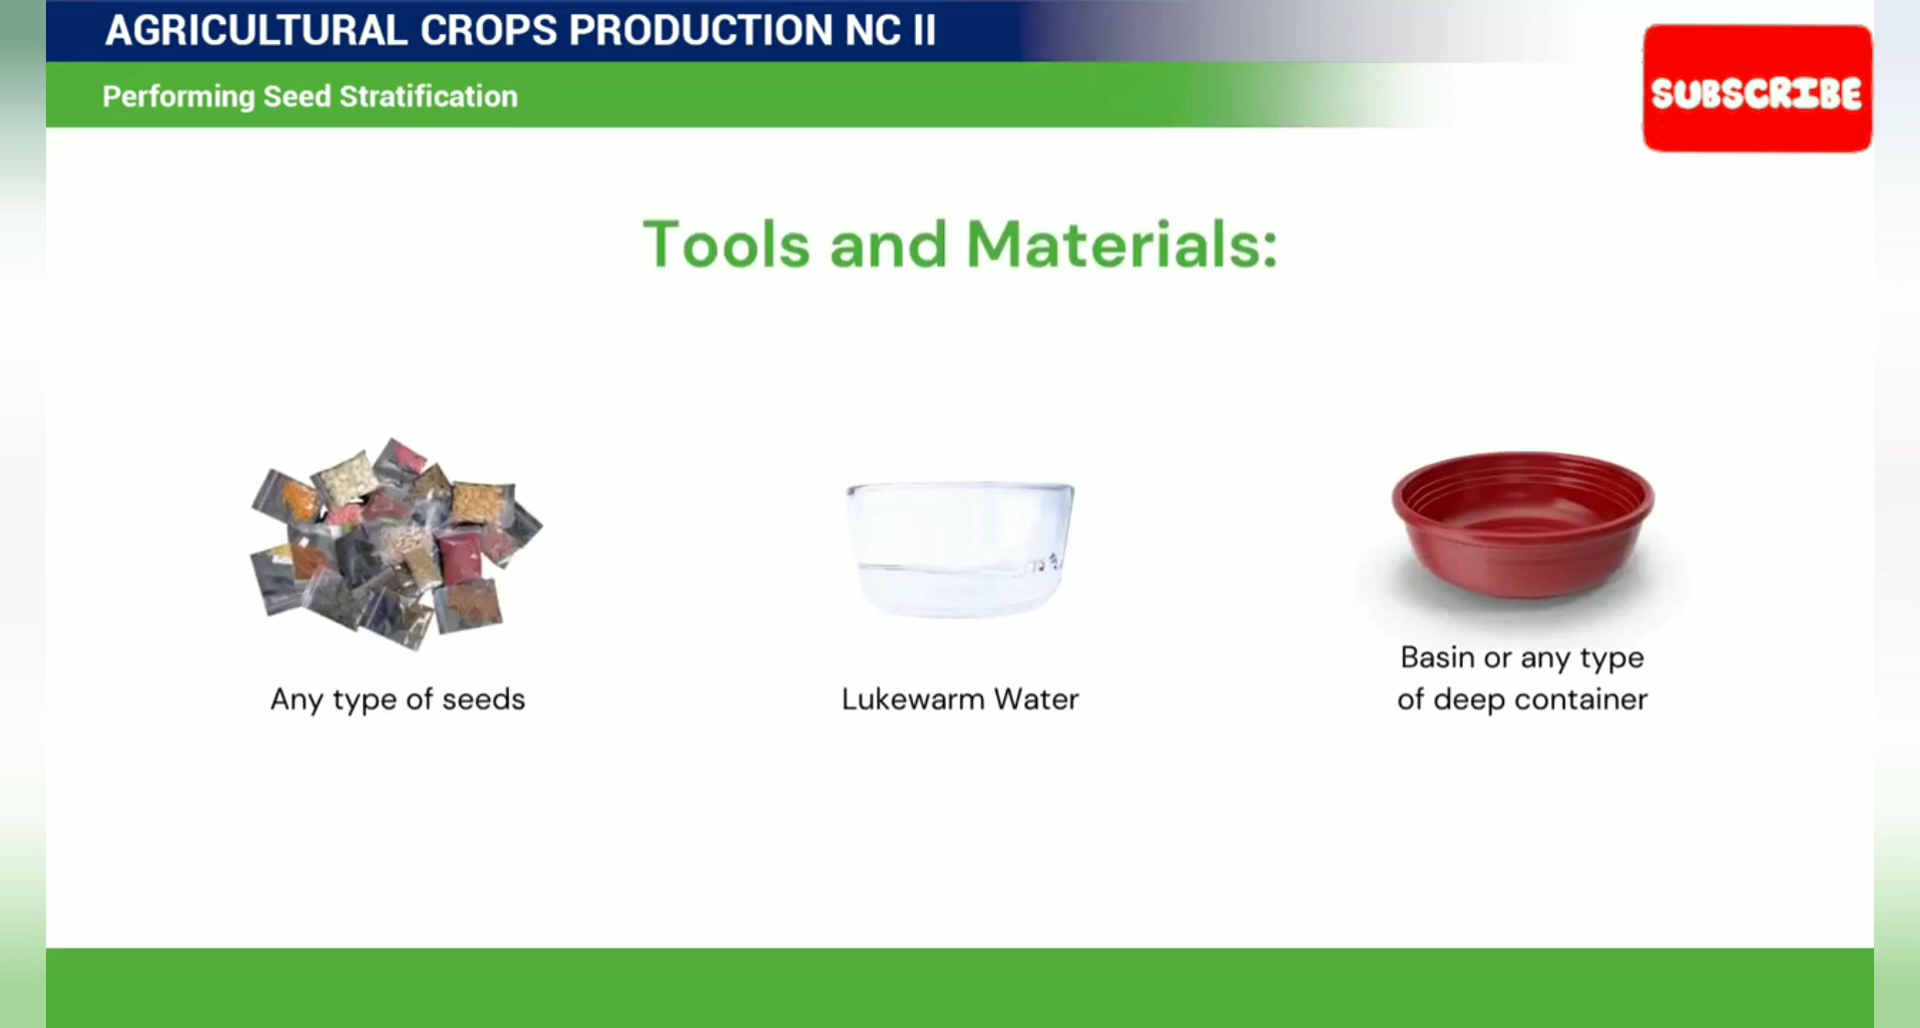 AGRICULTURAL CROPS PRODUCTION NC II
Performing Seed Stratification
SUBSCRIBE
Tools and Materials:
Any type of seeds
Lukewarm Water
Basin or any type
of deep container